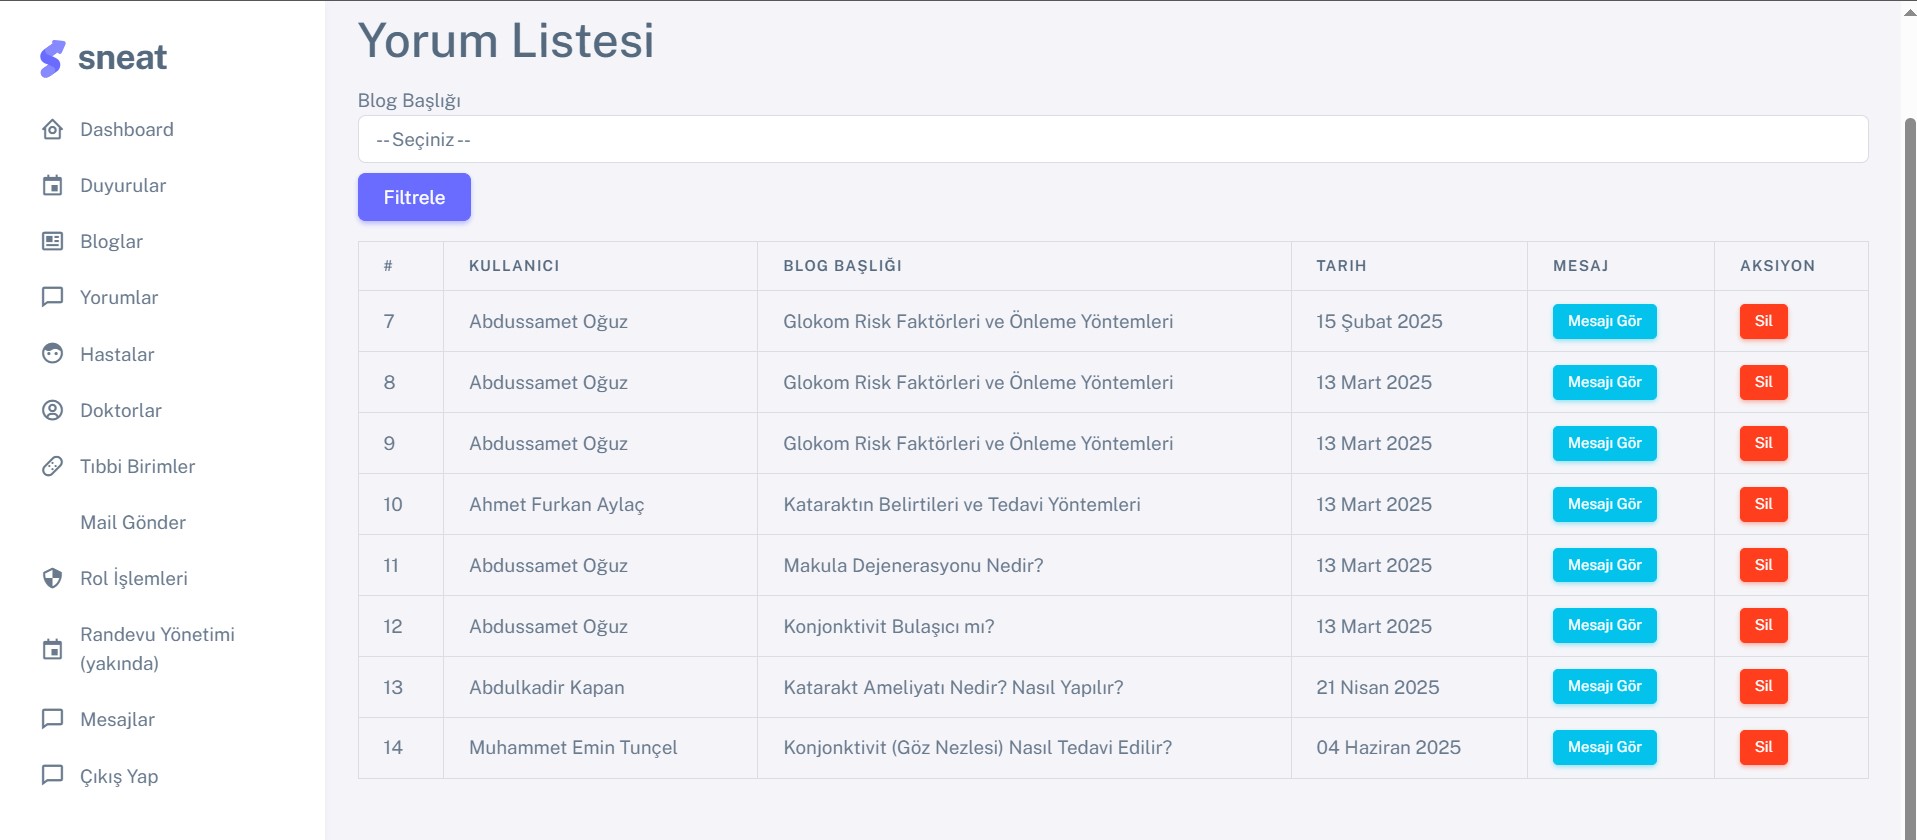 sneat
Dashboard
Duyurular
Bloglar
Yorumlar
Hastalar
Doktorlar
Tıbbi Birimler
Mail Gönder
Rol İşlemleri
Randevu Yönetimi
(yakında)
Mesajlar
Çıkış Yap
Yorum Listesi
Blog Başlığı
-- Seçiniz --
Filtrele
# KULLANICI BLOG BAŞLIĞI TARIH MESAJ AKSIYON
7 Abdussamet Oğuz Glokom Risk Faktörleri ve Önleme Yöntemleri 15 Şubat 2025 Mesajı Gör Sil
8 Abdussamet Oğuz Glokom Risk Faktörleri ve Önleme Yöntemleri 13 Mart 2025 Mesajı Gör Sil
9 Abdussamet Oğuz Glokom Risk Faktörleri ve Önleme Yöntemleri 13 Mart 2025 Mesajı Gör Sil
10 Ahmet Furkan Aylaç Kataraktın Belirtileri ve Tedavi Yöntemleri 13 Mart 2025 Mesajı Gör Sil
11 Abdussamet Oğuz Makula Dejenerasyonu Nedir? 13 Mart 2025 Mesajı Gör Sil
12 Abdussamet Oğuz Konjonktivit Bulaşıcı mı? 13 Mart 2025 Mesajı Gör Sil
13 Abdulkadir Kapan Katarakt Ameliyatı Nedir? Nasıl Yapılır? 21 Nisan 2025 Mesajı Gör Sil
14 Muhammet Emin Tunçel Konjonktivit (Göz Nezlesi) Nasıl Tedavi Edilir? 04 Haziran 2025 Mesajı Gör Sil